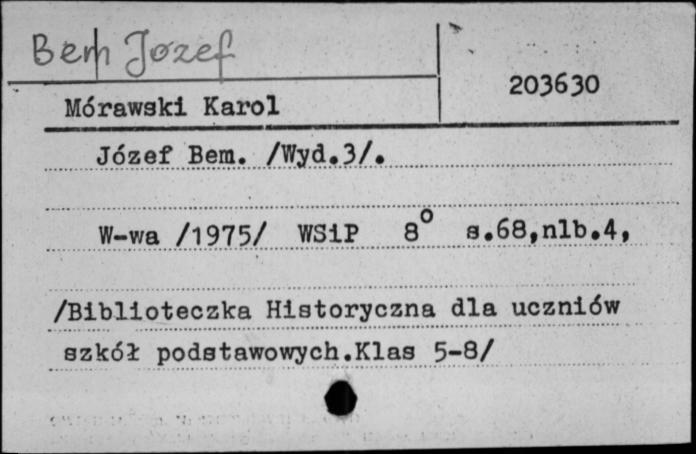 Bem Józef
203630
Mórawski Karol
Józef Bem. /Wyd.3/.
W-wa /1975/ WSiP 8° s.68,nlb.4,
/Biblioteczka Historyczna dla uczniów
szkół podstawowych.Klas 5-8/